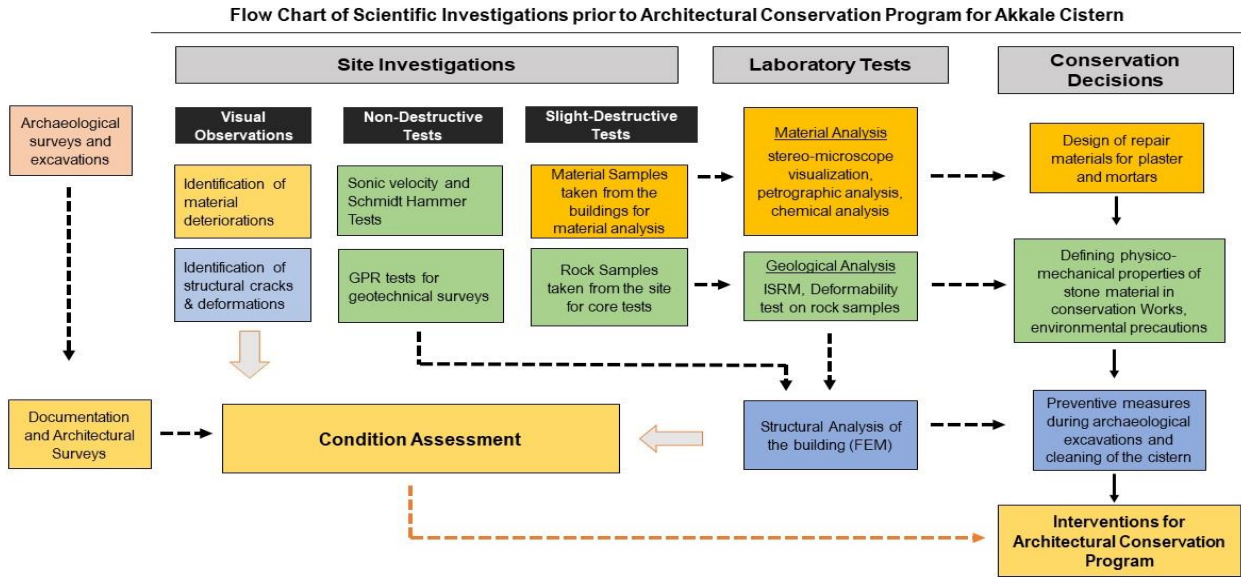 Flow Chart of Scientific Investigations prior to Architectural Conservation Program for Akkale Cistern
Site Investigations
Laboratory Tests
Conservation
Decisions
Archaeological
surveys and
excavations
Visual
Observations
Non-Destructive
Tests
Slight-Destructive
Tests
Material Analysis
stereo-microscope
visualization,
petrographic analysis,
chemical analysis
Design of repair
materials for plaster
and mortars
Identification of
material
deteriorations
Sonic velocity and
Schmidt Hammer
Tests
Material Samples
taken from the
buildings for
material analysis
Identification of
structural cracks
& deformations
GPR tests for
geotechnical surveys
Rock Samples
taken from the site
for core tests
Geological Analysis
ISRM, Deformability
test on rock samples
Defining physico-
mechanical properties of
stone material in
conservation Works,
environmental precautions
Documentation
and Architectural
Surveys
Condition Assessment
Structural Analysis of
the building (FEM)
Preventive measures
during archaeological
excavations and
cleaning of the cistern
Interventions for
Architectural Conservation
Program